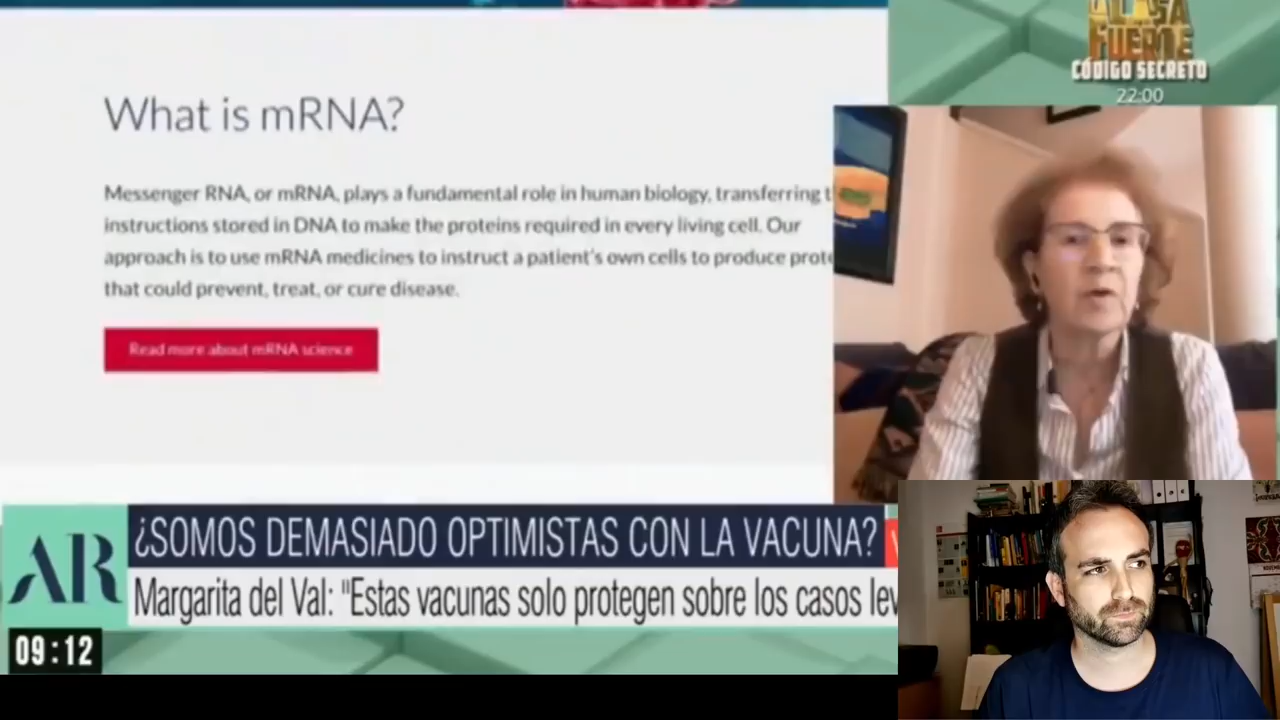 What is mRNA?
Messenger RNA, or mRNA, plays a fundamental role in human biology, transferring
instructions stored in DNA to make the proteins required in every living cell. Our
approach is to use mRNA medicines to instruct a patient's own cells to produce prote
that could prevent, treat, or cure disease.
Read more about mRNA science
FUERTE
CÓDIGO SECRETO
22:00
AR
¿SOMOS DEMASIADO OPTIMISTAS CON LA VACUNA?
Margarita del Val: "Estas vacunas solo protegen sobre los casos lev
09:12